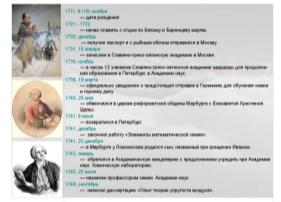 1711, 8 (19) ноября
— дата рождения
1721 - 1722
— начал плавать с отцом по Белому и Баренцеву морям.
1730, декабрь
— получил паспорт и с рыбным обозом отправился в Москву.
1731, 15 января
— зачислен в Славяно-греко-латинскую академию в Москве.
1735, ноябрь
— в числе 12 учеников Славяно-греко-латинской академии направлен для продолже-
ния образования в Петербург, в Академию наук.
1736, 19 марта
— официально уведомлен о предстоящей отправке в Германию для обучения химии
и горному делу
1740, 26 мая
— обвенчался в церкви реформатской общины Марбурга с Елизаветой Христиной
Цильх.
1741, 8 июня
— возвратился в Петербург.
1741, декабрь
— закончил работу «Элементы математической химии».
1741, 22 декабря
— в Марбурге у Ломоносова родился сын, названный при крещении Иваном.
1742, январь
— обратился в Академическую канцелярию с предложением учредить при Академии
наук Химическую лабораторию.
1745, 25 июля
— назначен профессором химии Академии наук.
1748, сентябрь
— написал диссертацию «Опыт теории упругости воздуха».